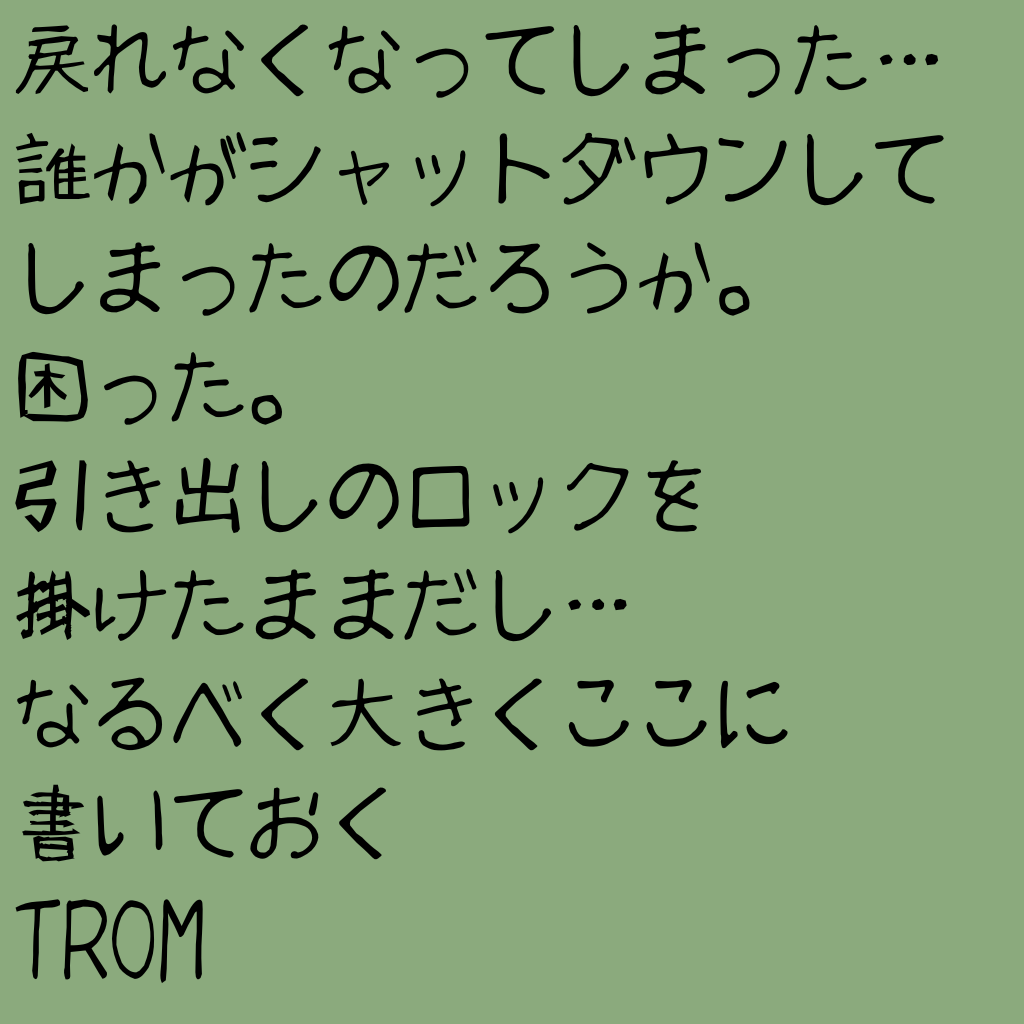 戻れなくなってしまった…
誰かがシャットダウンして
しまったのだろうか。
困った。
引き出しのロックを
掛けたままだし…
なるべく大きくここに
書いておく
TROM